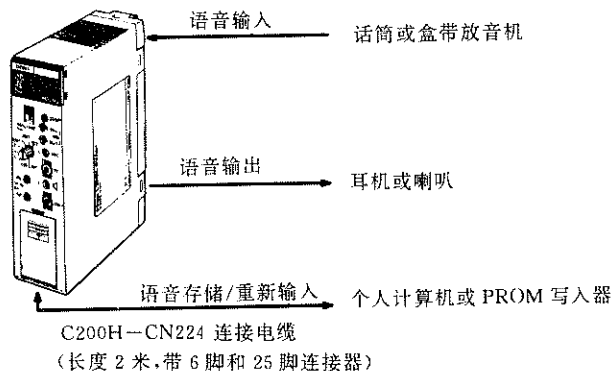 语音输入
话筒或盒带放音机
语音输出
耳机或喇叭
语音存储/重新输入
个人计算机或 PROM 写入器
C200H－CN224 连接电缆
(长度 2 米,带 6 脚和 25 脚连接器)